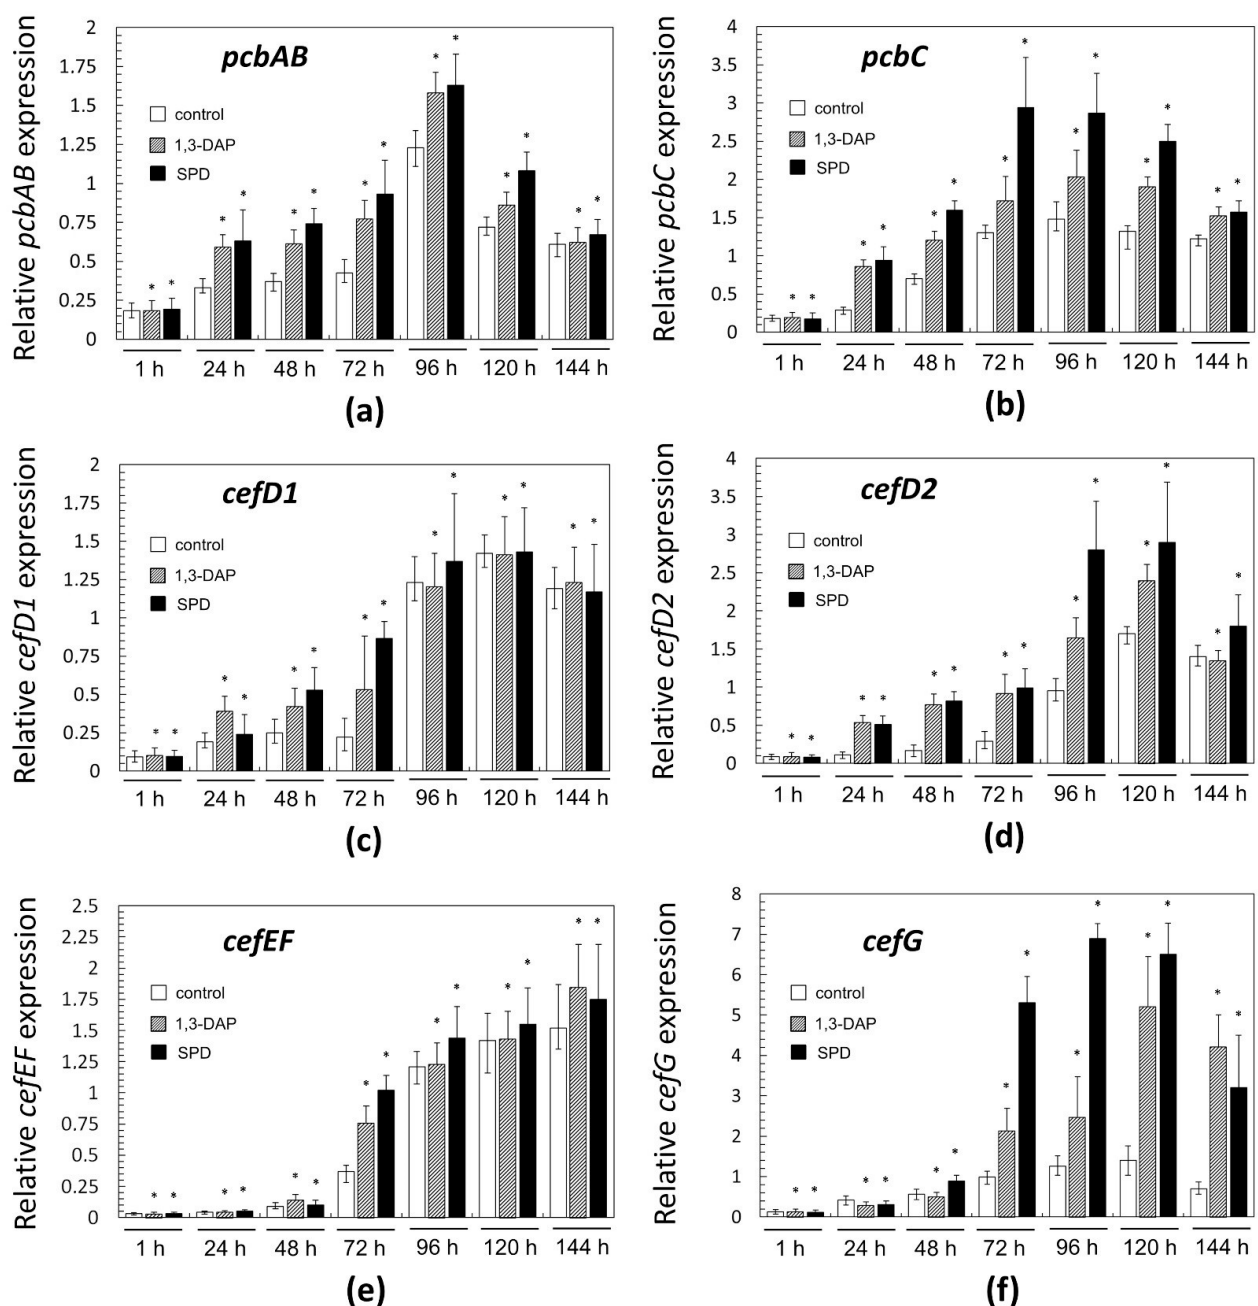 Relative pcbAB expression
2
1.75
1.5
1.25
1
0.75
0.5
0.25
0
pcbAB
control
1,3-DAP
SPD
* * * * * * * * * * * * * *
1 h 24 h 48 h 72 h 96 h 120 h 144 h
(a)
Relative pcbC expression
4
3.5
3
2.5
2
1.5
1
0.5
0
pcbC
control
1,3-DAP
SPD
* * * * * * * * * * * * * *
1 h 24 h 48 h 72 h 96 h 120 h 144 h
(b)
Relative cefD1 expression
2
1.75
1.5
1.25
1
0.75
0.5
0.25
0
cefD1
control
1,3-DAP
SPD
* * * * * * * * * * * * * *
1 h 24 h 48 h 72 h 96 h 120 h 144 h
(c)
Relative cefD2 expression
4
3.5
3
2.5
2
1.5
1
0.5
0
cefD2
control
1,3-DAP
SPD
* * * * * * * * * * * * * *
1 h 24 h 48 h 72 h 96 h 120 h 144 h
(d)
Relative cefEF expression
2.5
2.25
2
1.75
1.5
1.25
1
0.75
0.5
0.25
0
cefEF
control
1,3-DAP
SPD
* * * * * * * * * * * * * *
1 h 24 h 48 h 72 h 96 h 120 h 144 h
(e)
Relative cefG expression
8
7
6
5
4
3
2
1
0
cefG
control
1,3-DAP
SPD
* * * * * * * * * * * * * *
1 h 24 h 48 h 72 h 96 h 120 h 144 h
(f)